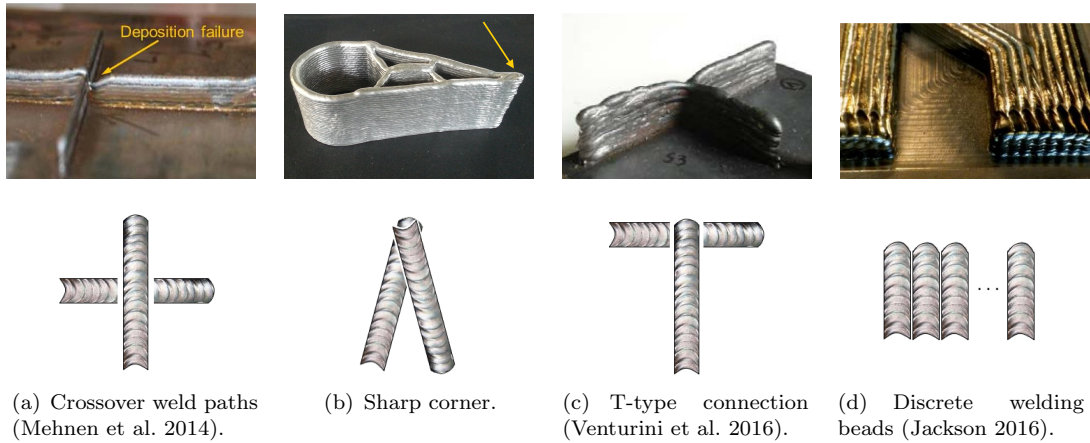 Deposition failure
S3
...
(a) Crossover weld paths
(Mehnen et al. 2014).
(b) Sharp corner.
(c) T-type connection
(Venturini et al. 2016).
(d) Discrete welding
beads (Jackson 2016).